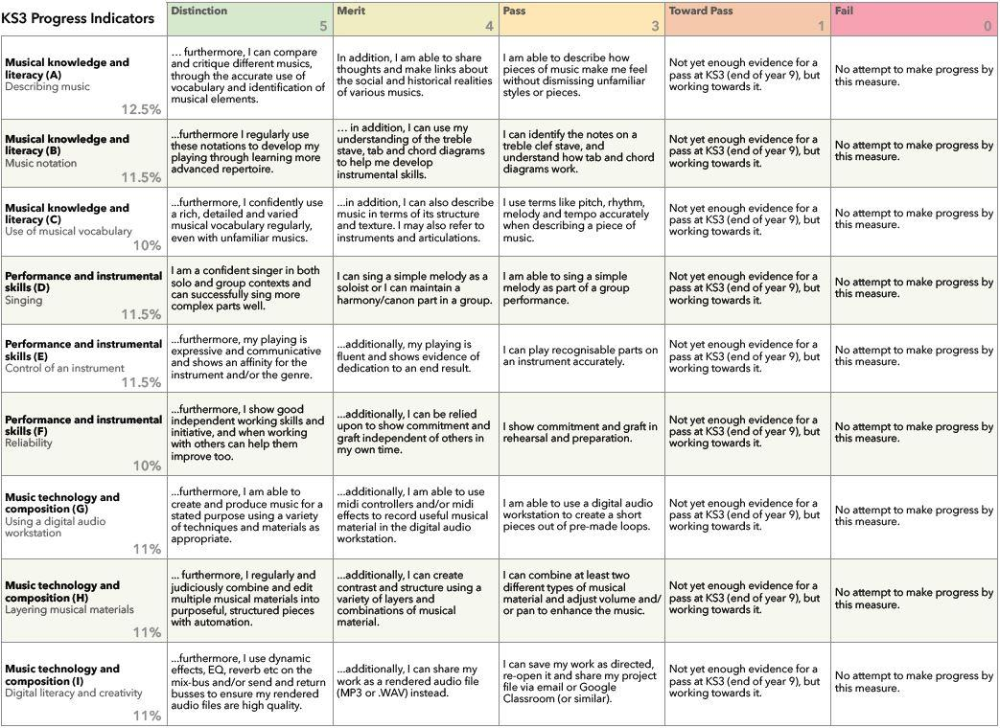 KS3 Progress Indicators
Distinction
5
Merit
4
Pass
3
Toward Pass
1
Fail
0
Musical knowledge and
literacy (A)
Describing music
12.5%
… furthermore, I can compare
and critique different musics,
through the accurate use of
vocabulary and identification of
musical elements.
In addition, I am able to share
thoughts and make links about
the social and historical realities
of various musics.
I am able to describe how
pieces of music make me feel
without dismissing unfamiliar
styles or pieces.
Not yet enough evidence for a
pass at KS3 (end of year 9), but
working towards it.
No attempt to make progress by
this measure.
Musical knowledge and
literacy (B)
Music notation
11.5%
...furthermore I regularly use
these notations to develop my
playing through learning more
advanced repertoire.
… in addition, I can use my
understanding of the treble
stave, tab and chord diagrams
to help me develop
instrumental skills.
I can identify the notes on a
treble clef stave, and
understand how tab and chord
diagrams work.
Not yet enough evidence for a
pass at KS3 (end of year 9), but
working towards it.
No attempt to make progress by
this measure.
Musical knowledge and
literacy (C)
Use of musical vocabulary
10%
...furthermore, I confidently use
a rich, detailed and varied
musical vocabulary regularly,
even with unfamiliar musics.
...in addition, I can also describe
music in terms of its structure
and texture. I may also refer to
instruments and articulations.
I use terms like pitch, rhythm,
melody and tempo accurately
when describing a piece of
music.
Not yet enough evidence for a
pass at KS3 (end of year 9), but
working towards it.
No attempt to make progress by
this measure.
Performance and instrumental
skills (D)
Singing
11.5%
I am a confident singer in both
solo and group contexts and
can successfully sing more
complex parts well.
I can sing a simple melody as a
soloist or I can maintain a
harmony/canon part in a group.
I am able to sing a simple
melody as part of a group
performance.
Not yet enough evidence for a
pass at KS3 (end of year 9), but
working towards it.
No attempt to make progress by
this measure.
Performance and instrumental
skills (E)
Control of an instrument
11.5%
...furthermore, my playing is
expressive and communicative
and shows an affinity for the
instrument and/or the genre.
...additionally, my playing is
fluent and shows evidence of
dedication to an end result.
I can play recognisable parts on
an instrument accurately.
Not yet enough evidence for a
pass at KS3 (end of year 9), but
working towards it.
No attempt to make progress by
this measure.
Performance and instrumental
skills (F)
Reliability
10%
...furthermore, I show good
independent working skills and
initiative, and when working
with others can help them
improve too.
...additionally, I can be relied
upon to show commitment and
graft independent of others in
my own time.
I show commitment and graft in
rehearsal and preparation.
Not yet enough evidence for a
pass at KS3 (end of year 9), but
working towards it.
No attempt to make progress by
this measure.
Music technology and
composition (G)
Using a digital audio
workstation
11%
...furthermore, I am able to
create and produce music for a
stated purpose using a variety
of techniques and materials as
appropriate.
...additionally, I am able to use
midi controllers and/or midi
effects to record useful musical
material in the digital audio
workstation.
I am able to use a digital audio
workstation to create a short
pieces out of pre-made loops.
Not yet enough evidence for a
pass at KS3 (end of year 9), but
working towards it.
No attempt to make progress by
this measure.
Music technology and
composition (H)
Layering musical materials
11%
... furthermore, I regularly and
judiciously combine and edit
multiple musical materials into
purposeful, structured pieces
with automation.
...additionally, I can create
contrast and structure using a
variety of layers and
combinations of musical
material.
I can combine at least two
different types of musical
material and adjust volume and/
or pan to enhance the music.
Not yet enough evidence for a
pass at KS3 (end of year 9), but
working towards it.
No attempt to make progress by
this measure.
Music technology and
composition (I)
Digital literacy and creativity
11%
...furthermore, I use dynamic
effects, EQ, reverb etc on the
mix-bus and/or send and return
busses to ensure my rendered
audio files are high quality.
...additionally, I can share my
work as a rendered audio file
(MP3 or .WAV) instead.
I can save my work as directed,
re-open it and share my project
file via email or Google
Classroom (or similar).
Not yet enough evidence for a
pass at KS3 (end of year 9), but
working towards it.
No attempt to make progress by
this measure.